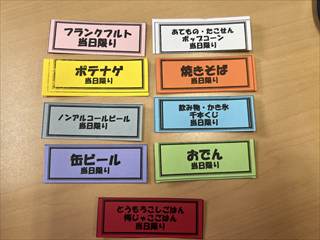 フランクフルト
当日限り
あてもの・たこせん
ポップコーン
当日限り
ポテナゲ
当日限り
焼きそば
当日限り
ノンアルコールビール
当日限り
飲み物・かき氷
千本くじ
当日限り
缶ビール
当日限り
おでん
当日限り
とうもろこしごはん
梅じゃこごはん
当日限り